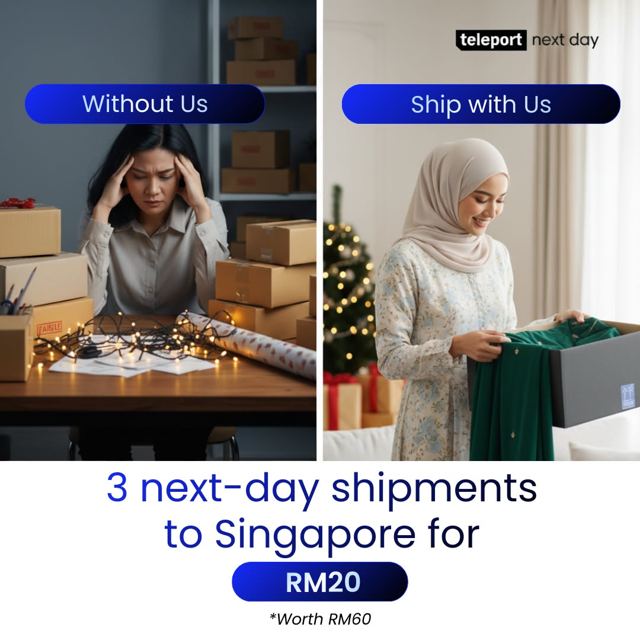 teleport next day
Without Us
Ship with Us
3 next-day shipments
to Singapore for
RM20
*Worth RM60